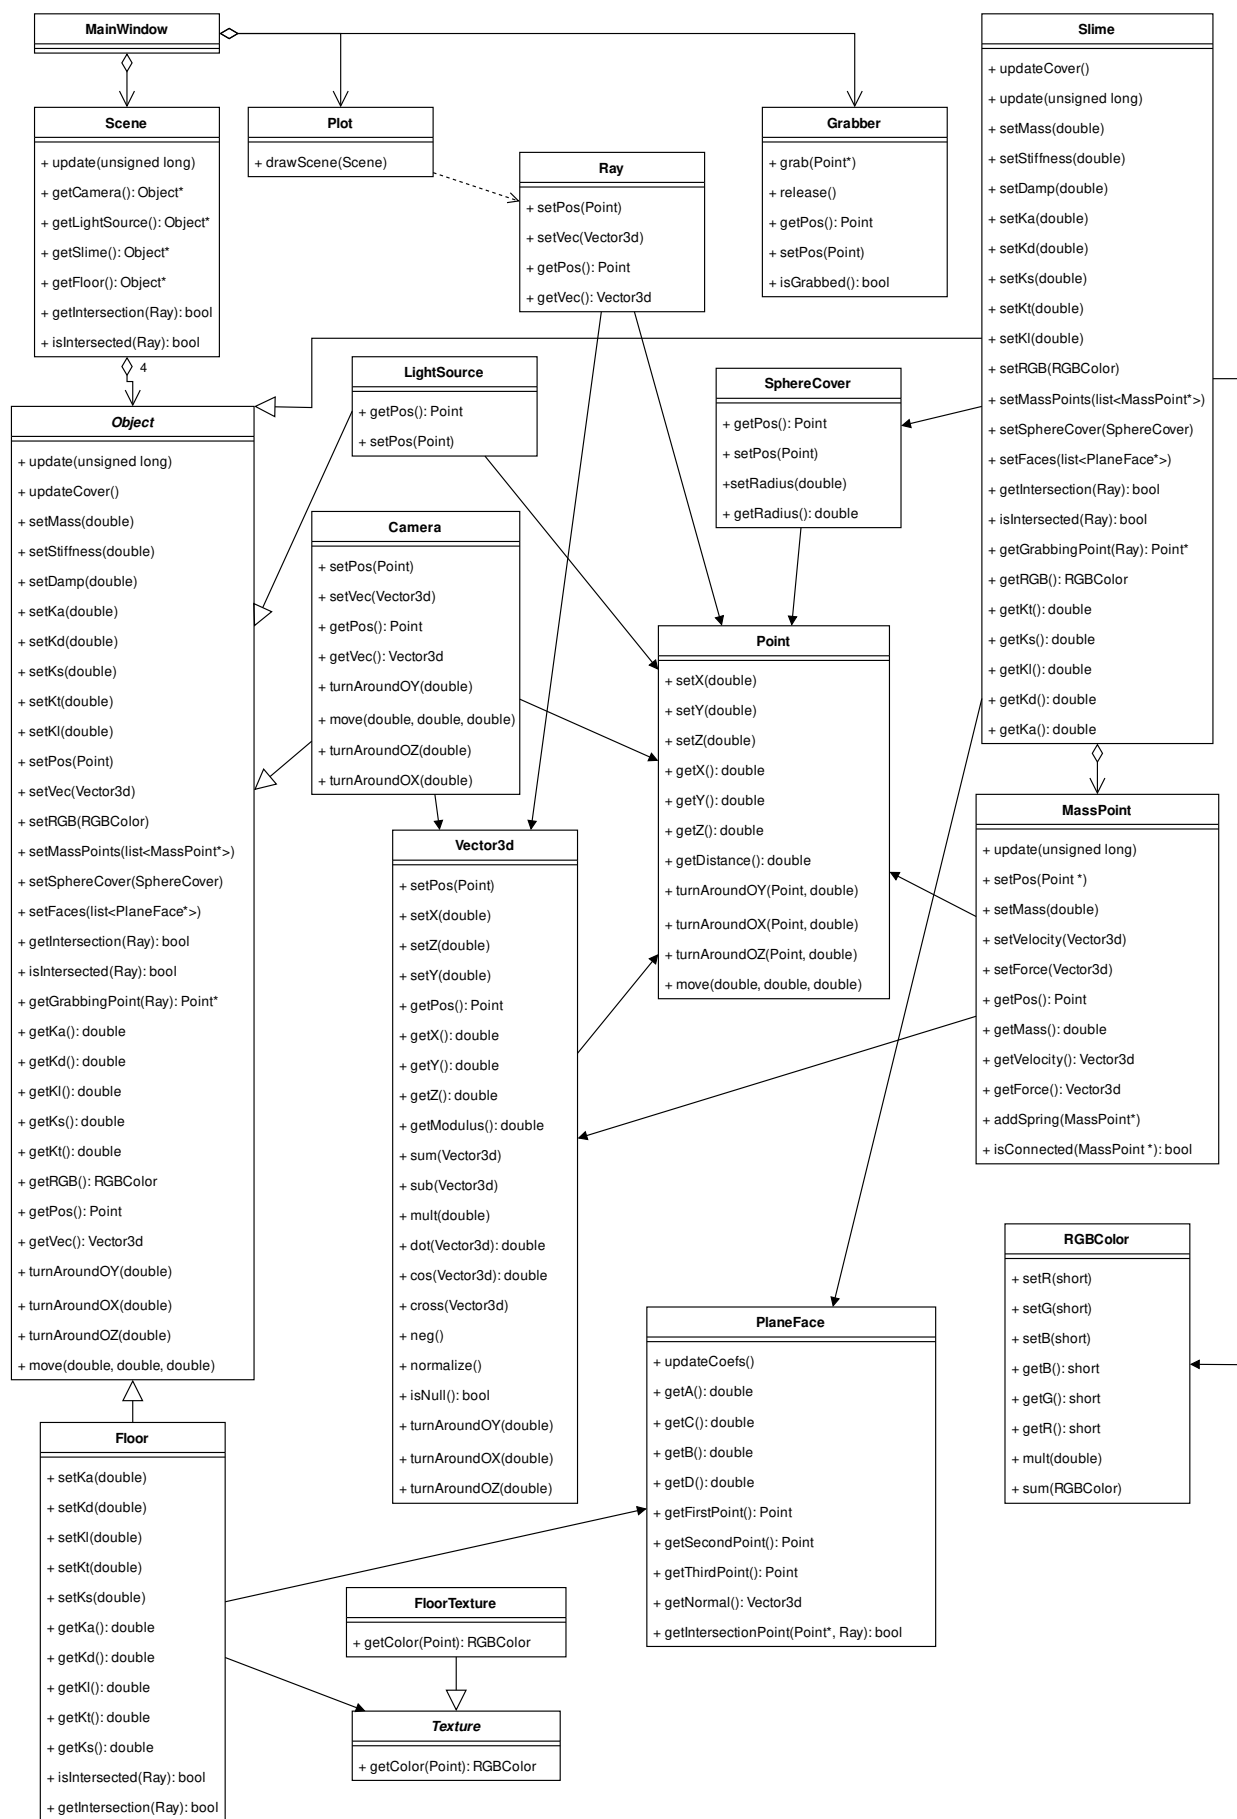 MainWindow
Scene
+ update(unsigned long)
+ getCamera(): Object*
+ getLightSource(): Object*
+ getSlime(): Object*
+ getFloor(): Object*
+ getIntersection(Ray): bool
+ isIntersected(Ray): bool
4
Plot
+ drawScene(Scene)
Ray
+ setPos(Point)
+ setVec(Vector3d)
+ getPos(): Point
+ getVec(): Vector3d
Grabber
+ grab(Point*)
+ release()
+ getPos(): Point
+ setPos(Point)
+ isGrabbed(): bool
Slime
+ updateCover()
+ update(unsigned long)
+ setMass(double)
+ setStiffness(double)
+ setDamp(double)
+ setKa(double)
+ setKd(double)
+ setKs(double)
+ setKt(double)
+ setKl(double)
+ setRGB(RGBColor)
+ setMassPoints(list<MassPoint*>)
+ setSphereCover(SphereCover)
+ setFaces(list<PlaneFace*>)
+ getIntersection(Ray): bool
+ isIntersected(Ray): bool
+ getGrabbingPoint(Ray): Point*
+ getRGB(): RGBColor
+ getKt(): double
+ getKs(): double
+ getKl(): double
+ getKd(): double
+ getKa(): double
LightSource
+ getPos(): Point
+ setPos(Point)
SphereCover
+ getPos(): Point
+ setPos(Point)
+setRadius(double)
+ getRadius(): double
Object
+ update(unsigned long)
+ updateCover()
+ setMass(double)
+ setStiffness(double)
+ setDamp(double)
+ setKa(double)
+ setKd(double)
+ setKs(double)
+ setKt(double)
+ setKl(double)
+ setPos(Point)
+ setVec(Vector3d)
+ setRGB(RGBColor)
+ setMassPoints(list<MassPoint*>)
+ setSphereCover(SphereCover)
+ setFaces(list<PlaneFace*>)
+ getIntersection(Ray): bool
+ isIntersected(Ray): bool
+ getGrabbingPoint(Ray): Point*
+ getKa(): double
+ getKd(): double
+ getKl(): double
+ getKs(): double
+ getKt(): double
+ getRGB(): RGBColor
+ getPos(): Point
+ getVec(): Vector3d
+ turnAroundOY(double)
+ turnAroundOX(double)
+ turnAroundOZ(double)
+ move(double, double, double)
Camera
+ setPos(Point)
+ setVec(Vector3d)
+ getPos(): Point
+ getVec(): Vector3d
+ turnAroundOY(double)
+ move(double, double, double)
+ turnAroundOZ(double)
+ turnAroundOX(double)
Point
+ setX(double)
+ setY(double)
+ setZ(double)
+ getX(): double
+ getY(): double
+ getZ(): double
+ getDistance(): double
+ turnAroundOY(Point, double)
+ turnAroundOX(Point, double)
+ turnAroundOZ(Point, double)
+ move(double, double, double)
MassPoint
+ update(unsigned long)
+ setPos(Point *)
+ setMass(double)
+ setVelocity(Vector3d)
+ setForce(Vector3d)
+ getPos(): Point
+ getMass(): double
+ getVelocity(): Vector3d
+ getForce(): Vector3d
+ addSpring(MassPoint*)
+ isConnected(MassPoint *): bool
Vector3d
+ setPos(Point)
+ setX(double)
+ setZ(double)
+ setY(double)
+ getPos(): Point
+ getX(): double
+ getY(): double
+ getZ(): double
+ getModulus(): double
+ sum(Vector3d)
+ sub(Vector3d)
+ mult(double)
+ dot(Vector3d): double
+ cos(Vector3d): double
+ cross(Vector3d)
+ neg()
+ normalize()
+ isNull(): bool
+ turnAroundOY(double)
+ turnAroundOX(double)
+ turnAroundOZ(double)
RGBColor
+ setR(short)
+ setG(short)
+ setB(short)
+ getB(): short
+ getG(): short
+ getR(): short
+ mult(double)
+ sum(RGBColor)
PlaneFace
+ updateCoefs()
+ getA(): double
+ getC(): double
+ getB(): double
+ getD(): double
+ getFirstPoint(): Point
+ getSecondPoint(): Point
+ getThirdPoint(): Point
+ getNormal(): Vector3d
+ getIntersectionPoint(Point*, Ray): bool
Floor
+ setKa(double)
+ setKd(double)
+ setKl(double)
+ setKt(double)
+ setKs(double)
+ getKa(): double
+ getKd(): double
+ getKl(): double
+ getKt(): double
+ getKs(): double
+ isIntersected(Ray): bool
+ getIntersection(Ray): bool
FloorTexture
+ getColor(Point): RGBColor
Texture
+ getColor(Point): RGBColor